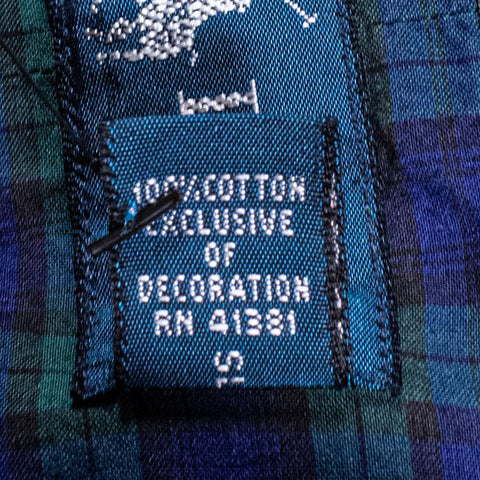 100% COTTON
EXCLUSIVE
OF
DECORATION
RN 41381